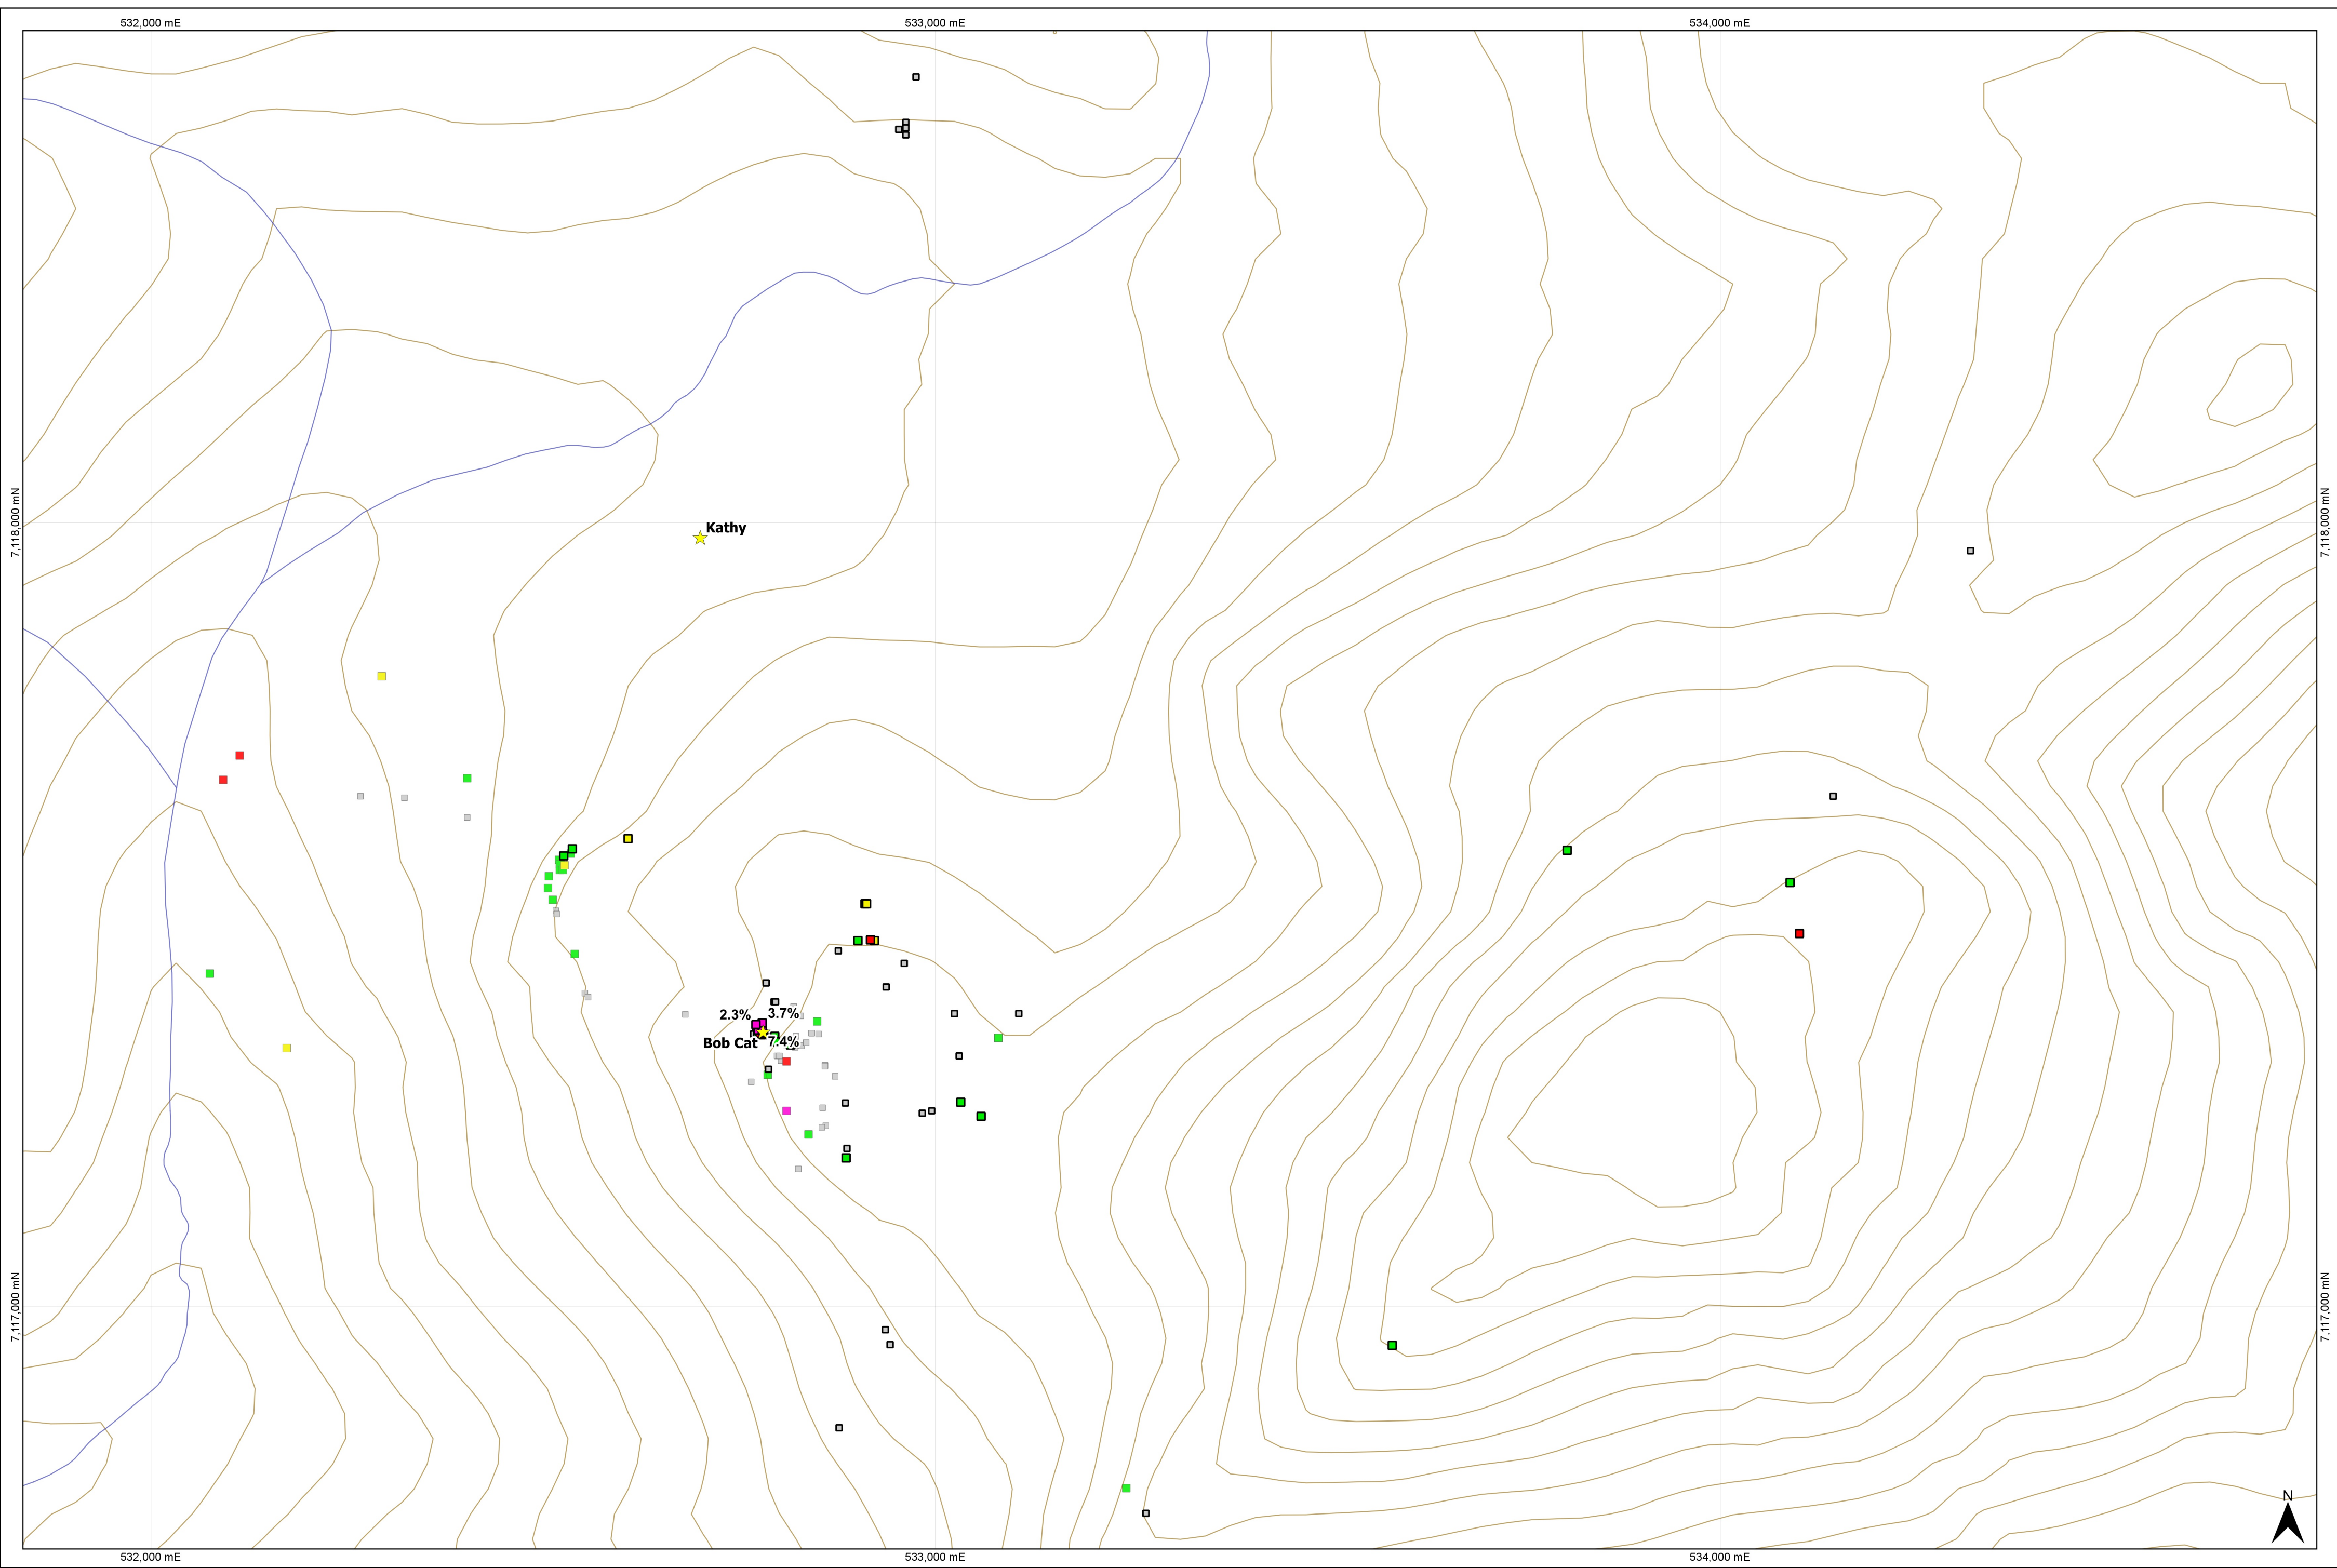 532,000 mE
533,000 mE
534,000 mE
7,118,000 mN
7,118,000 mN
Kathy
2.3%
3.7%
Bob Cat
7.4%
7,117,000 mN
7,117,000 mN
N
532,000 mE
533,000 mE
534,000 mE